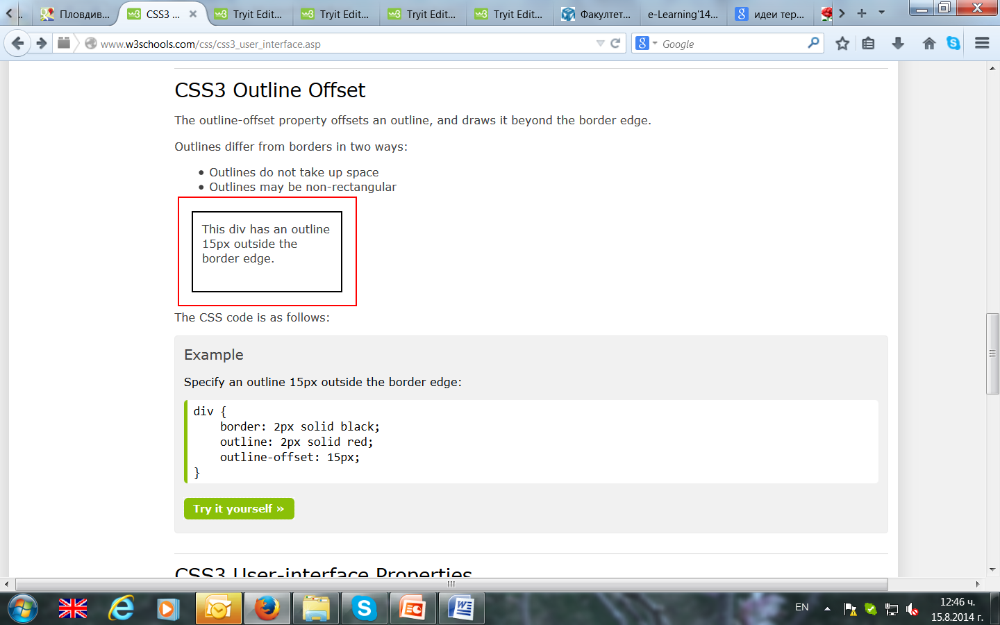 Пловдив...
CSS3 ...
Tryit Edit...
Tryit Edit...
Tryit Edit...
Tryit Edit...
Факултет...
e-Learning'14...
идеи тер...
www.w3schools.com/css/css3_user_interface.asp
Google
CSS3 Outline Offset
The outline-offset property offsets an outline, and draws it beyond the border edge.
Outlines differ from borders in two ways:
• Outlines do not take up space
• Outlines may be non-rectangular
This div has an outline
15px outside the
border edge.
The CSS code is as follows:
Example
Specify an outline 15px outside the border edge:
div {
    border: 2px solid black;
    outline: 2px solid red;
    outline-offset: 15px;
}
Try it yourself »
CSS3 User-interface Properties
EN
12:46 ч.
15.8.2014 г.